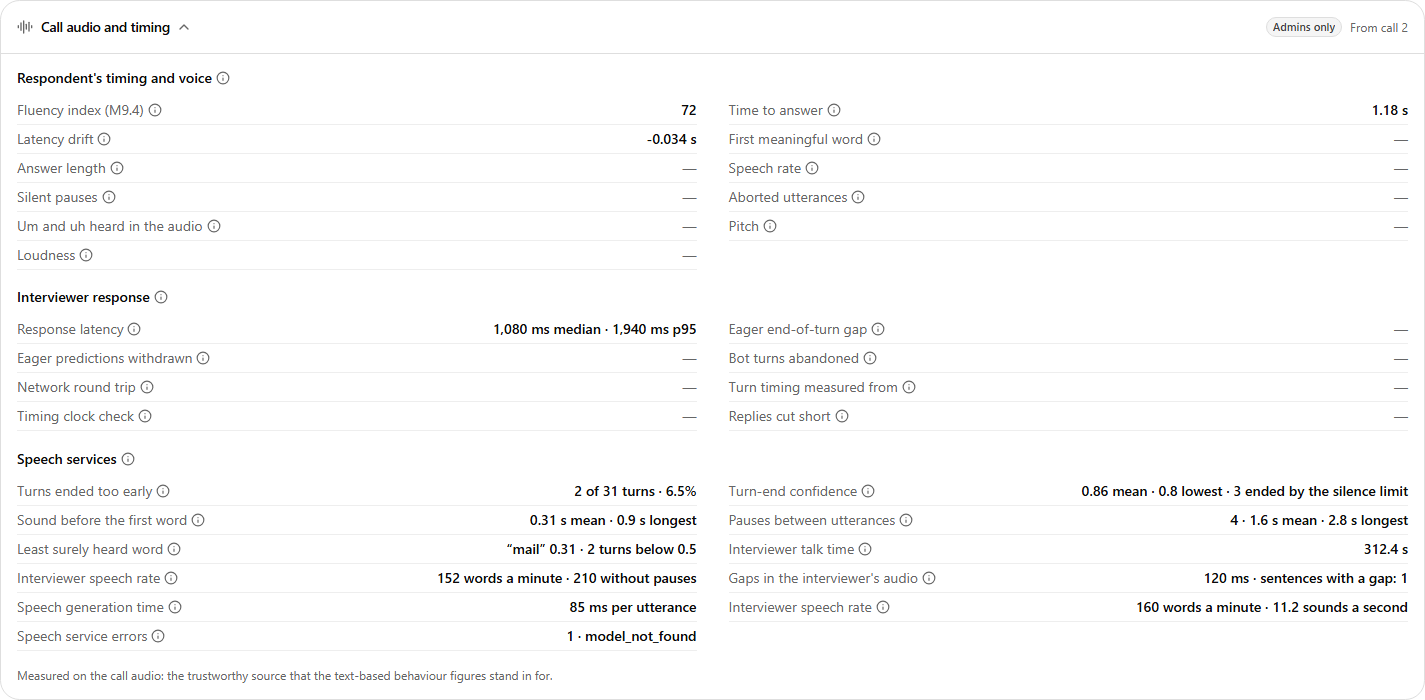 Call audio and timing
Admins only From call 2
Respondent's timing and voice
Fluency index (M9.4) 72
Time to answer 1.18 s
Latency drift -0.034 s
First meaningful word —
Answer length —
Speech rate —
Silent pauses —
Aborted utterances —
Um and uh heard in the audio —
Pitch —
Loudness —
Interviewer response
Response latency 1,080 ms median · 1,940 ms p95
Eager end-of-turn gap —
Eager predictions withdrawn —
Bot turns abandoned —
Network round trip —
Turn timing measured from —
Timing clock check —
Replies cut short —
Speech services
Turns ended too early 2 of 31 turns · 6.5%
Turn-end confidence 0.86 mean · 0.8 lowest · 3 ended by the silence limit
Sound before the first word 0.31 s mean · 0.9 s longest
Pauses between utterances 4 · 1.6 s mean · 2.8 s longest
Least surely heard word “mail” 0.31 · 2 turns below 0.5
Interviewer talk time 312.4 s
Interviewer speech rate 152 words a minute · 210 without pauses
Gaps in the interviewer's audio 120 ms · sentences with a gap: 1
Speech generation time 85 ms per utterance
Interviewer speech rate 160 words a minute · 11.2 sounds a second
Speech service errors 1 · model_not_found
Measured on the call audio: the trustworthy source that the text-based behaviour figures stand in for.